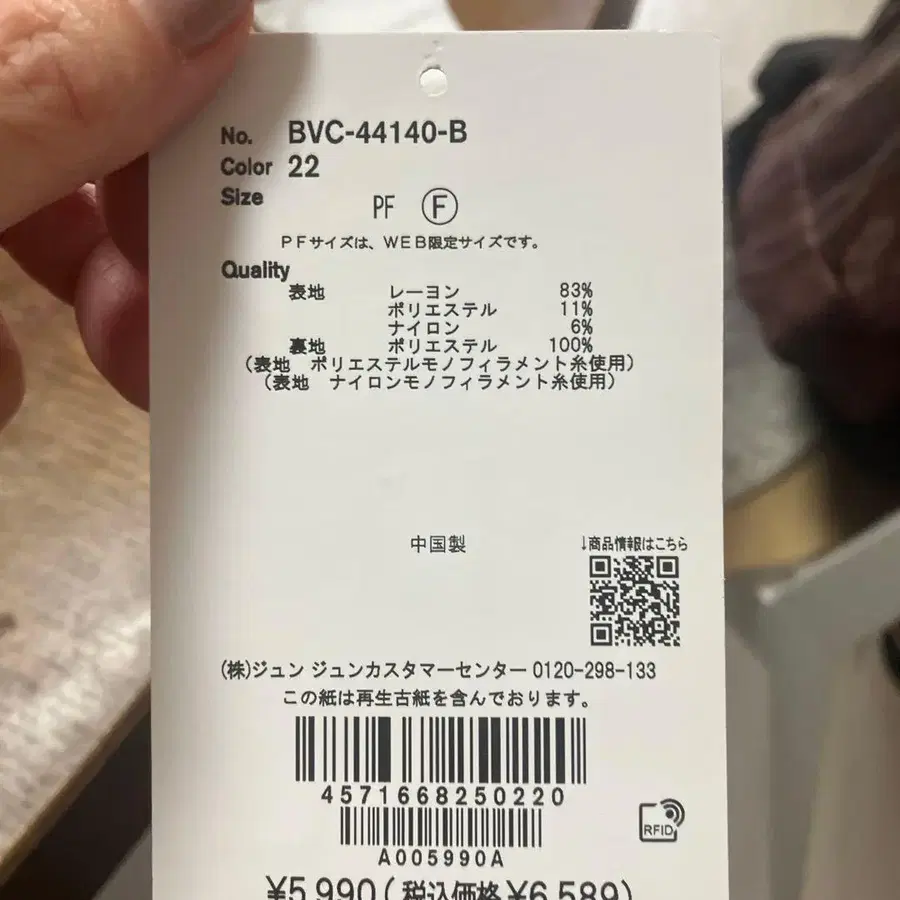 No. BVC-44140-B
Color 22
Size
PF Ⓕ
PFサイズは、WEB限定サイズです。
Quality
表地 レーヨン 83%
ポリエステル 11%
ナイロン 6%
裏地 ポリエステル 100%
(表地 ポリエステルモノフィラメント糸使用)
(表地 ナイロンモノフィラメント糸使用)
中国製
↓商品情報はこちら
(株)ジュン ジュンカスタマーセンター 0120-298-133
この紙は再生古紙を含んでおります。
4571668250220
RFID
A005990A
¥5,990(税込価格¥6,589)